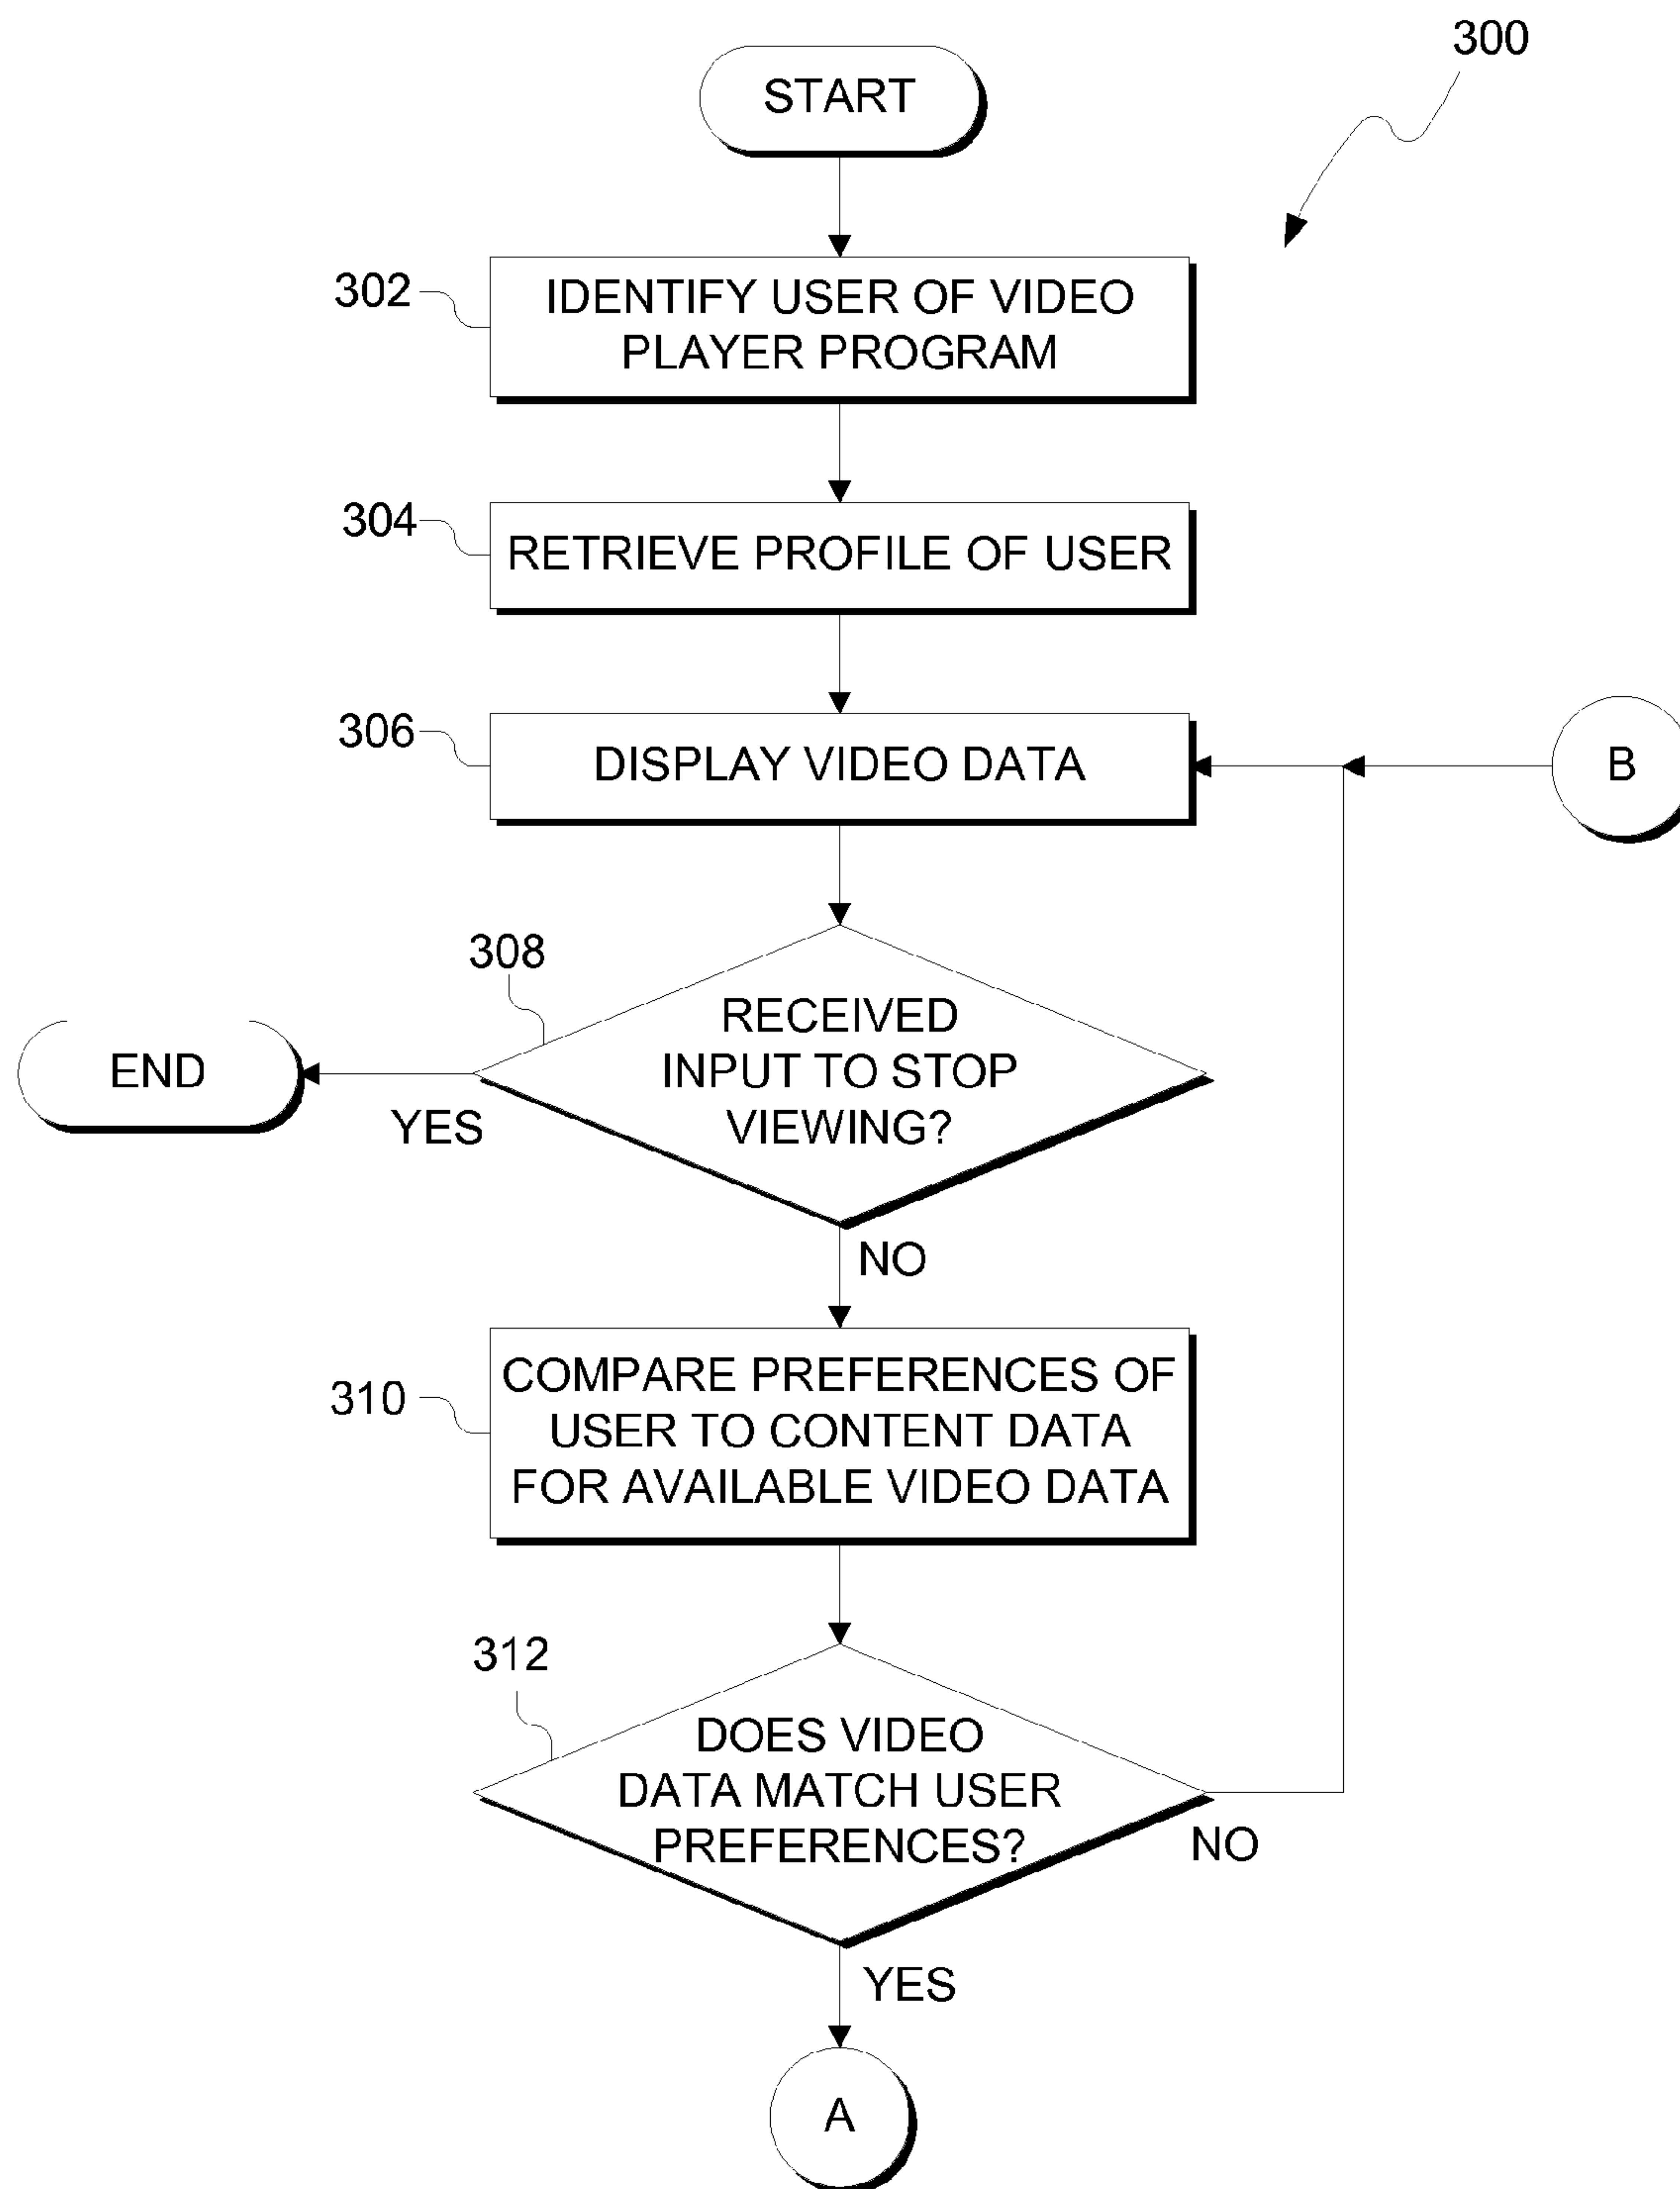 300
START
302
IDENTIFY USER OF VIDEO
PLAYER PROGRAM
304
RETRIEVE PROFILE OF USER
306
DISPLAY VIDEO DATA
B
308
RECEIVED
INPUT TO STOP
VIEWING?
END
YES
NO
310
COMPARE PREFERENCES OF
USER TO CONTENT DATA
FOR AVAILABLE VIDEO DATA
312
DOES VIDEO
DATA MATCH USER
PREFERENCES?
NO
YES
A